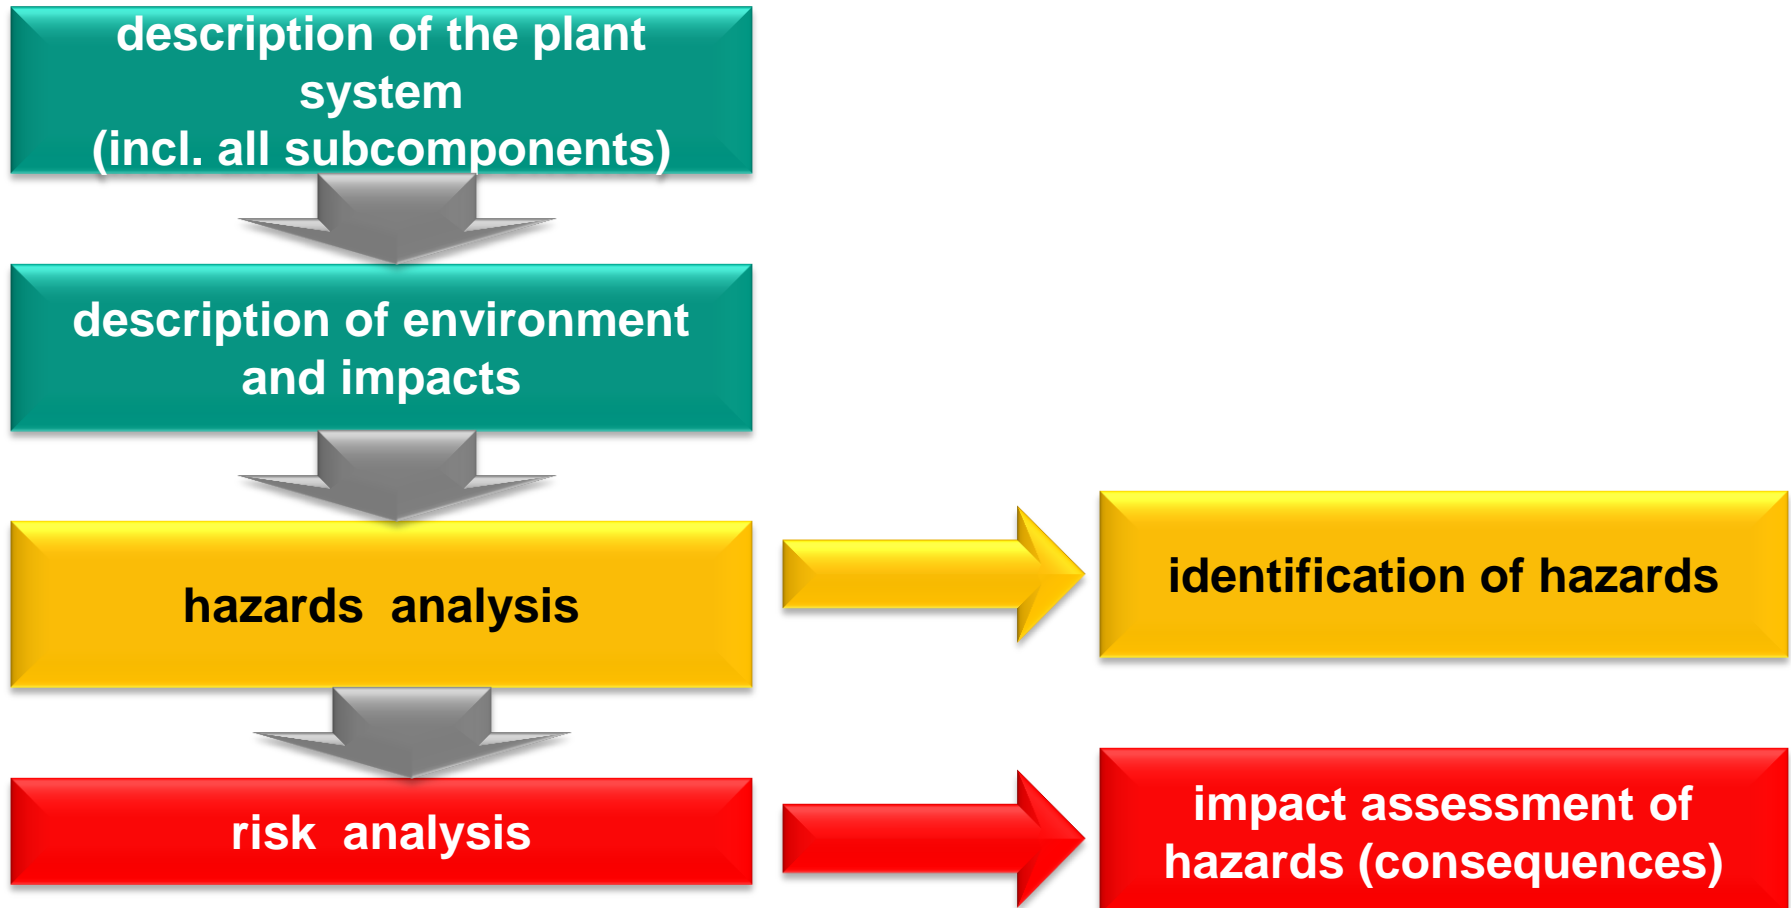 description of the plant
system
(incl. all subcomponents)
description of environment
and impacts
hazards  analysis
identification of hazards
risk  analysis
impact assessment of
hazards (consequences)